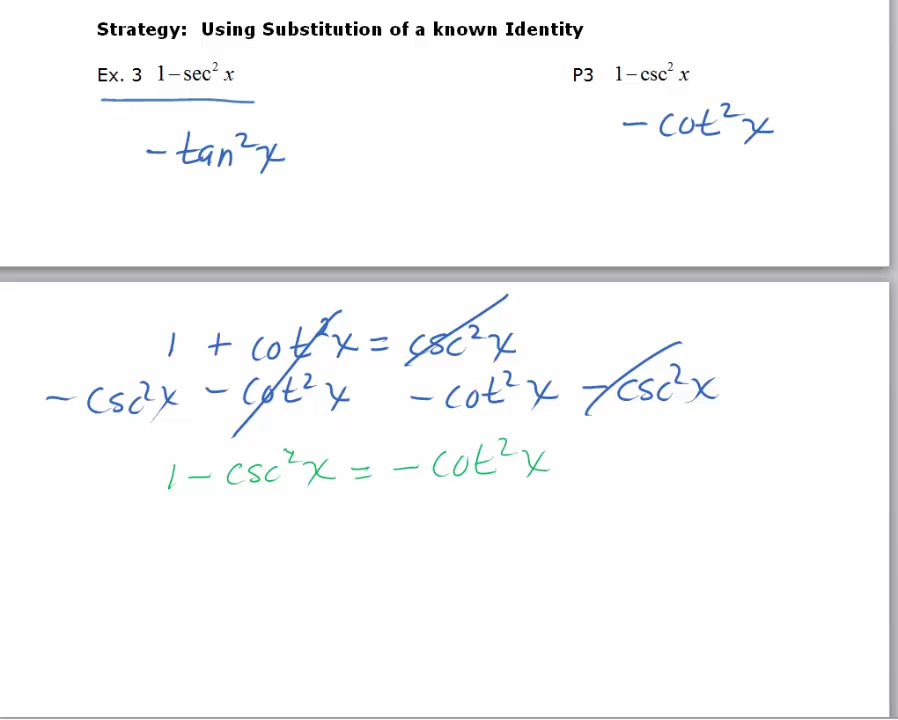 Strategy: Using Substitution of a known Identity
Ex. 3 1−sec² x
P3 1−csc² x
−tan²x
−cot²x
1 + cot²x = csc²x
−csc²x −cot²x −cot²x −csc²x
1−csc²x = −cot²x